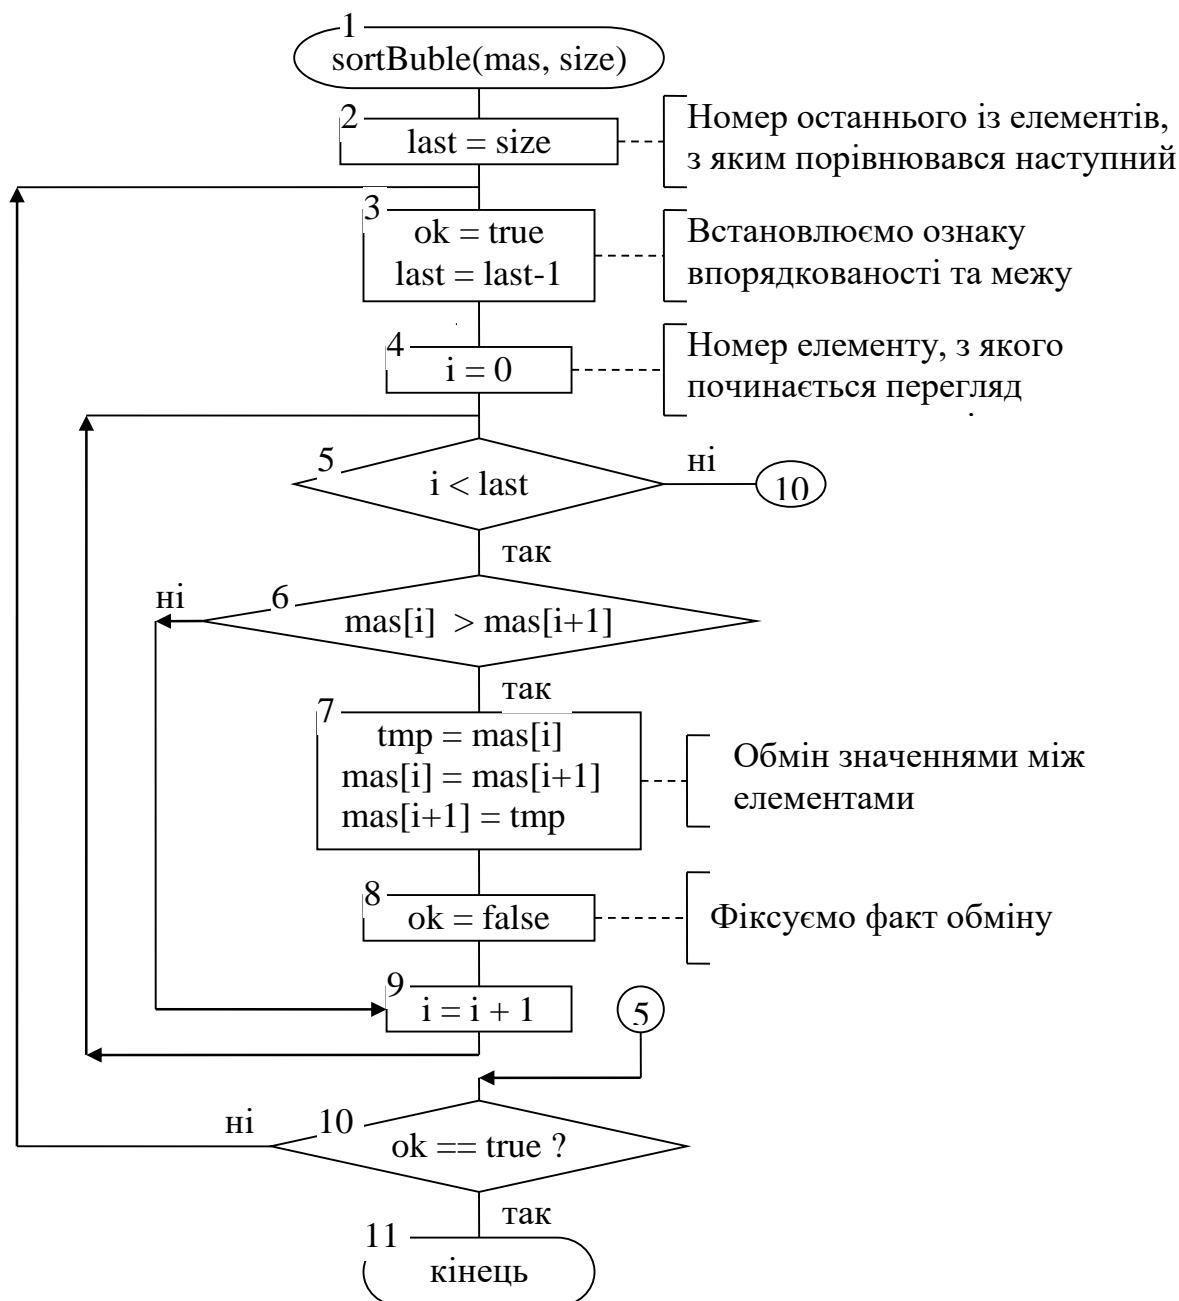 1
sortBuble(mas, size)
2
last = size
Номер останнього із елементів,
з яким порівнювався наступний
3
ok = true
last = last-1
Встановлюємо ознаку
впорядкованості та межу
4
i = 0
Номер елементу, з якого
починається перегляд
5
i < last
ні
10
так
6
ні
mas[i] > mas[i+1]
так
7
tmp = mas[i]
mas[i] = mas[i+1]
mas[i+1] = tmp
Обмін значеннями між
елементами
8
ok = false
Фіксуємо факт обміну
9
i = i + 1
5
ні
10
ok == true ?
так
11
кінець